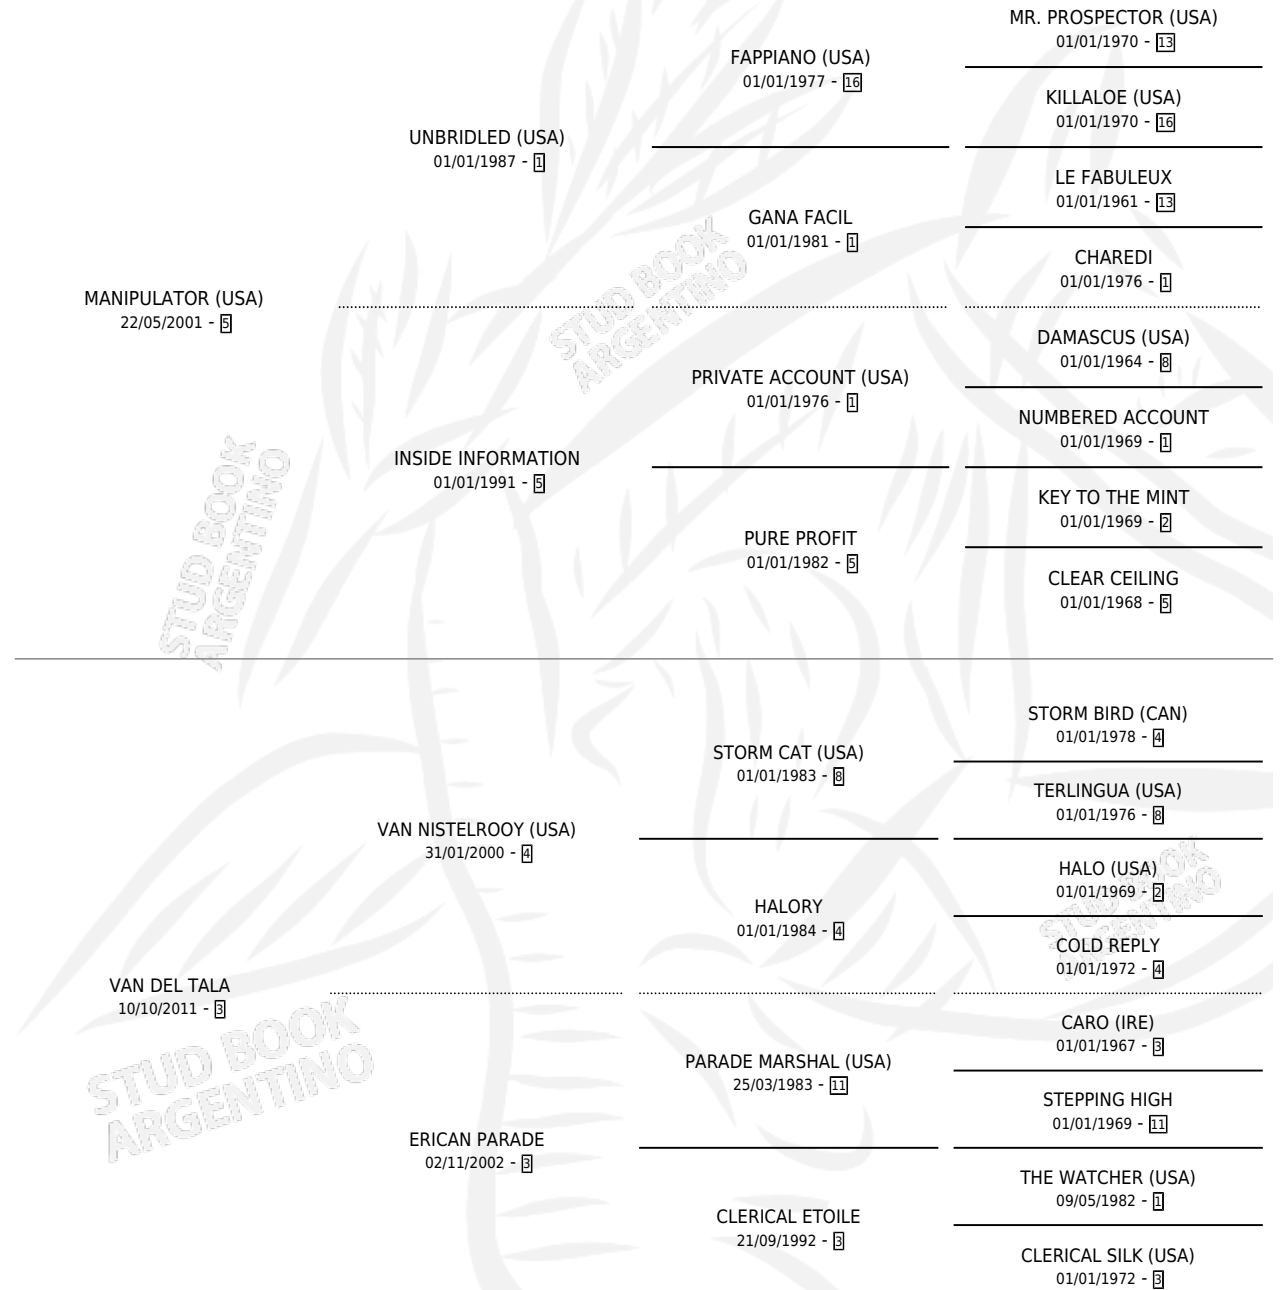 MR. PROSPECTOR (USA)
01/01/1970 - 13
FAPPIANO (USA)
01/01/1977 - 16
KILLALOE (USA)
01/01/1970 - 16
UNBRIDLED (USA)
01/01/1987 - 1
LE FABULEUX
01/01/1961 - 13
GANA FACIL
01/01/1981 - 1
CHAREDI
01/01/1976 - 1
MANIPULATOR (USA)
22/05/2001 - 5
STUD BOOK
ARGENTINO
DAMASCUS (USA)
01/01/1964 - 8
PRIVATE ACCOUNT (USA)
01/01/1976 - 1
NUMBERED ACCOUNT
01/01/1969 - 1
INSIDE INFORMATION
01/01/1991 - 5
KEY TO THE MINT
01/01/1969 - 2
PURE PROFIT
01/01/1982 - 5
CLEAR CEILING
01/01/1968 - 5
STUD BOOK
ARGENTINO
STORM BIRD (CAN)
01/01/1978 - 4
STORM CAT (USA)
01/01/1983 - 8
TERLINGUA (USA)
01/01/1976 - 8
VAN NISTELROOY (USA)
31/01/2000 - 4
HALO (USA)
01/01/1969 - 2
HALORY
01/01/1984 - 4
STUD BOOK
ARGENTINO
COLD REPLY
01/01/1972 - 4
VAN DEL TALA
10/10/2011 - 3
CARO (IRE)
01/01/1967 - 3
PARADE MARSHAL (USA)
25/03/1983 - 11
STEPPING HIGH
01/01/1969 - 11
STUD BOOK
ARGENTINO
ERICAN PARADE
02/11/2002 - 3
THE WATCHER (USA)
09/05/1982 - 1
CLERICAL ETOILE
21/09/1992 - 3
CLERICAL SILK (USA)
01/01/1972 - 3